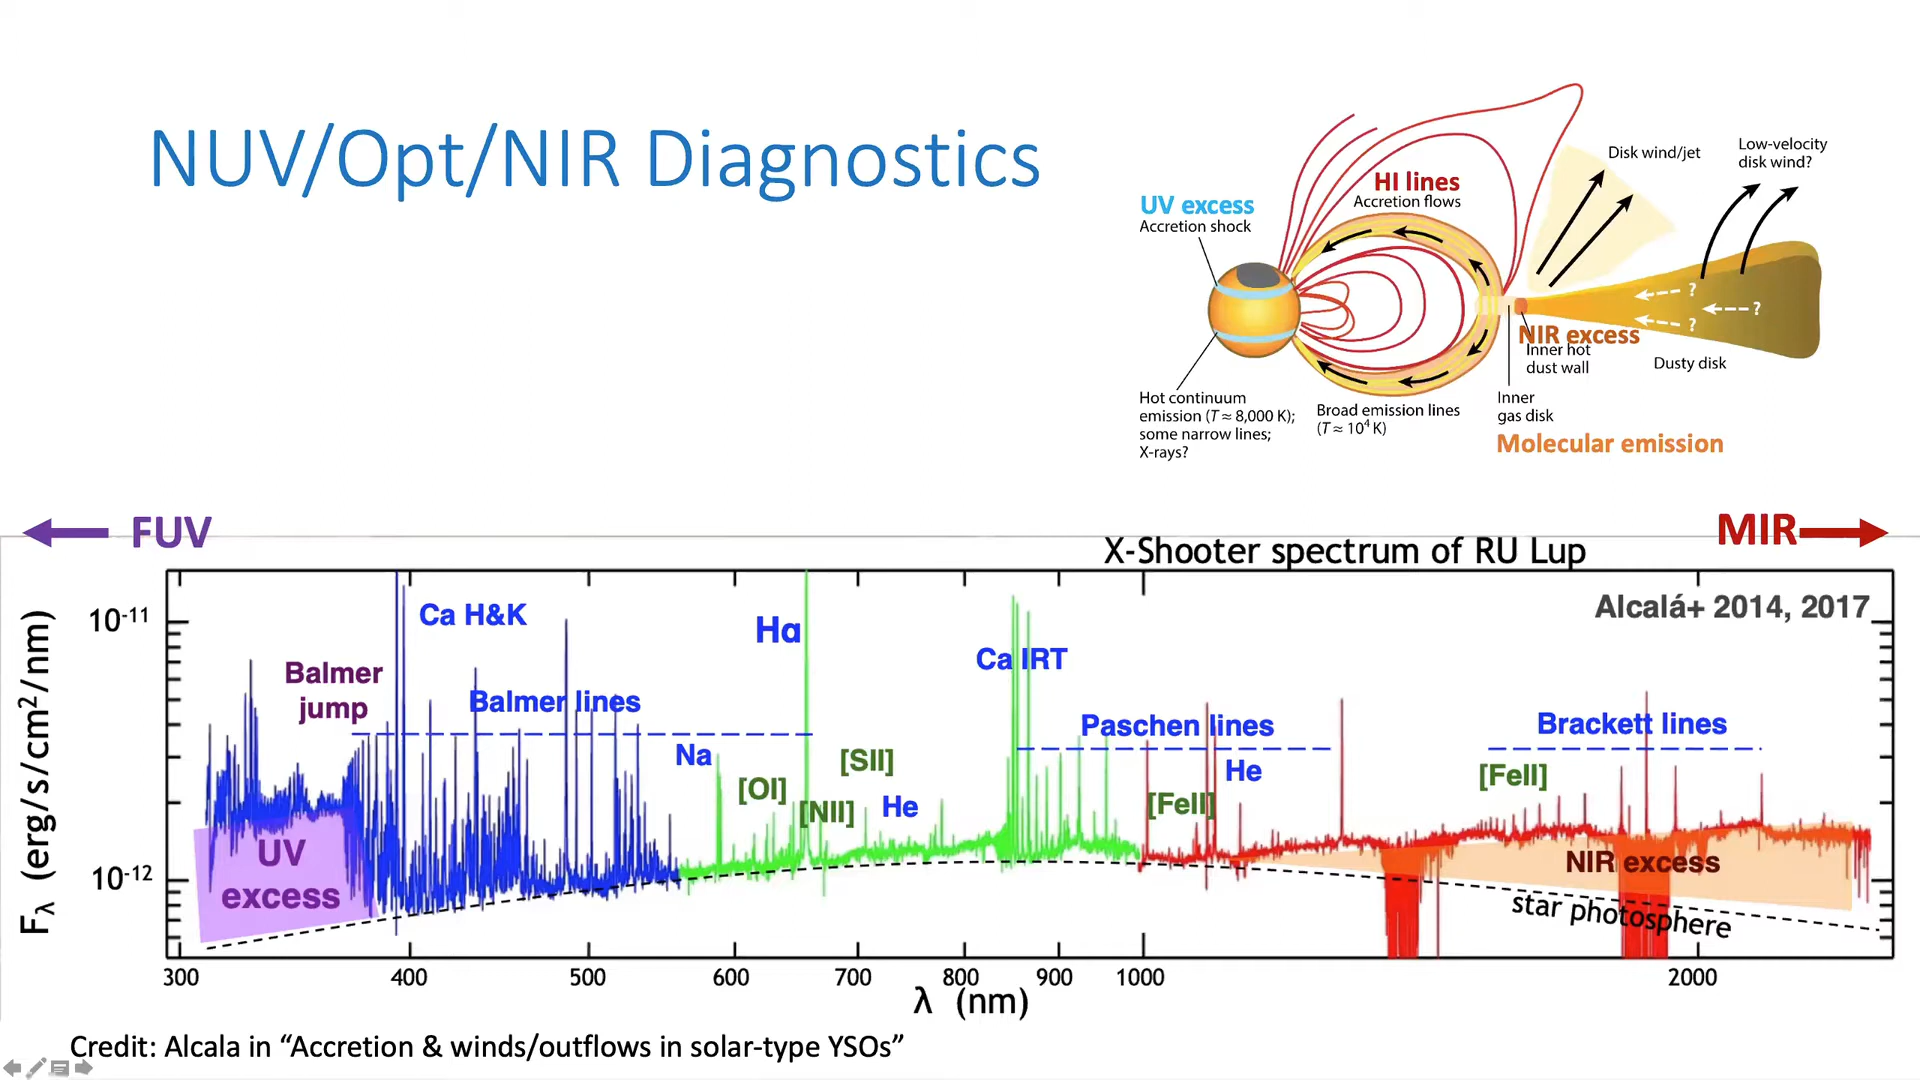 NUV/Opt/NIR Diagnostics
UV excess
Accretion shock
HI lines
Accretion flows
Disk wind/jet
Low-velocity
disk wind?
?
?
?
NIR excess
Inner hot
dust wall
Dusty disk
Hot continuum
emission (T ≈ 8,000 K);
some narrow lines;
X-rays?
Broad emission lines
(T ≈ 10⁴ K)
Inner
gas disk
Molecular emission
FUV
MIR
X-Shooter spectrum of RU Lup
Alcalá+ 2014, 2017
Fλ (erg/s/cm²/nm)
10⁻¹¹
10⁻¹²
Balmer
jump
Ca H&K
Balmer lines
Hα
Na
[OI]
[SII]
[NII]
He
Ca IRT
Paschen lines
He
[FeII]
Brackett lines
[FeII]
UV
excess
NIR excess
star photosphere
300 400 500 600 700 800 900 1000 2000
λ (nm)
Credit: Alcala in “Accretion & winds/outflows in solar-type YSOs”